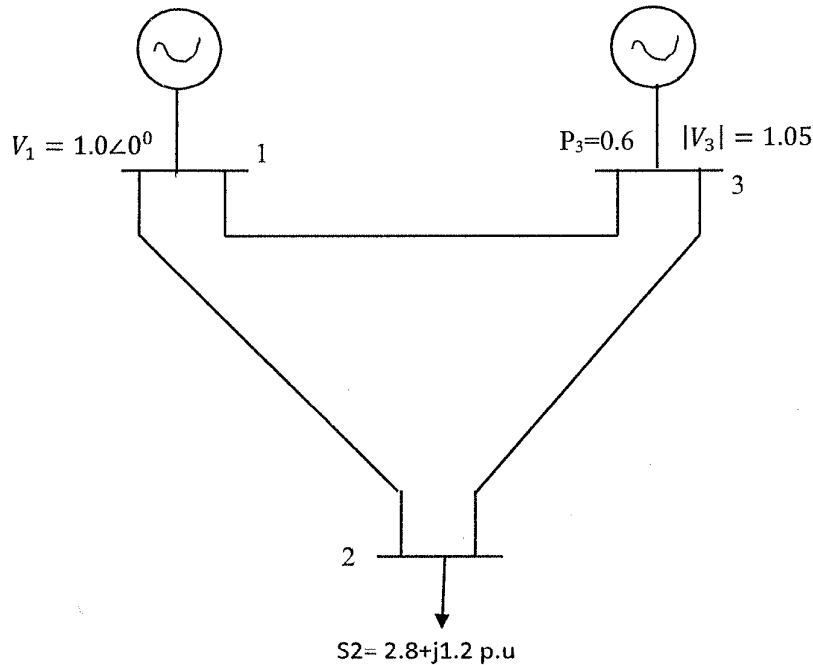 V₁ = 1.0∠0⁰
1
P₃=0.6
|V₃| = 1.05
3
2
S2= 2.8+j1.2 p.u